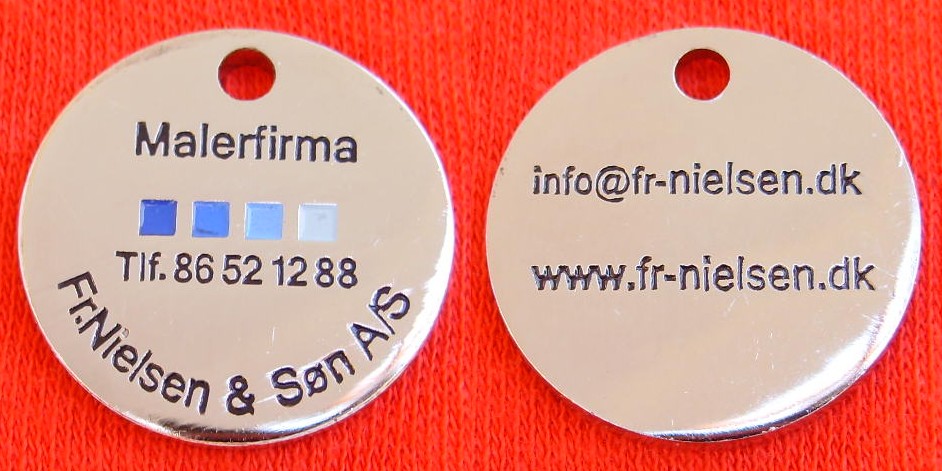 Malerfirma
Tlf. 86 52 12 88
Fr.Nielsen & Søn A/S
info@fr-nielsen.dk
www.fr-nielsen.dk